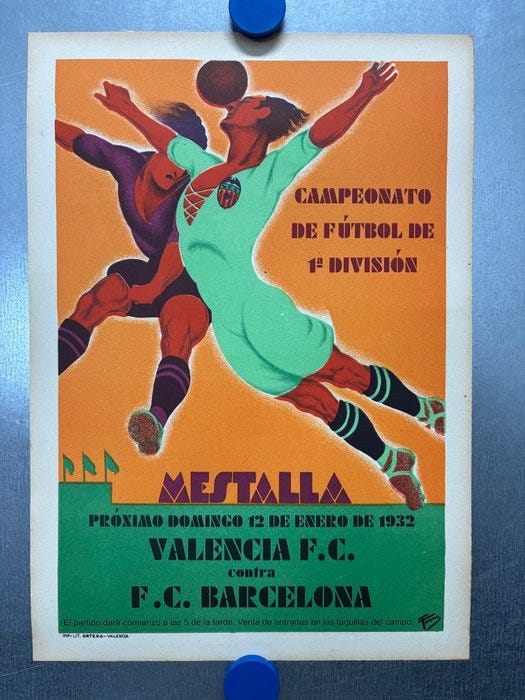 CAMPEONATO
DE FÚTBOL DE
1ª DIVISIÓN
MESTALLA
PRÓXIMO DOMINGO 12 DE ENERO DE 1932
VALENCIA F.C.
contra
F.C. BARCELONA
El partido dará comienzo a las 5 de la tarde. Venta de entradas en las taquillas del campo.
IMP-LIT. ORTEGA-VALENCIA